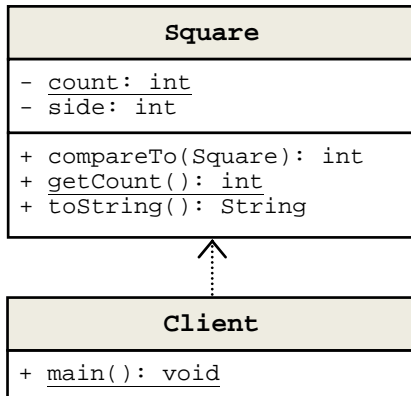 Square
- count: int
- side: int
+ compareTo(Square): int
+ getCount(): int
+ toString(): String
Client
+ main(): void